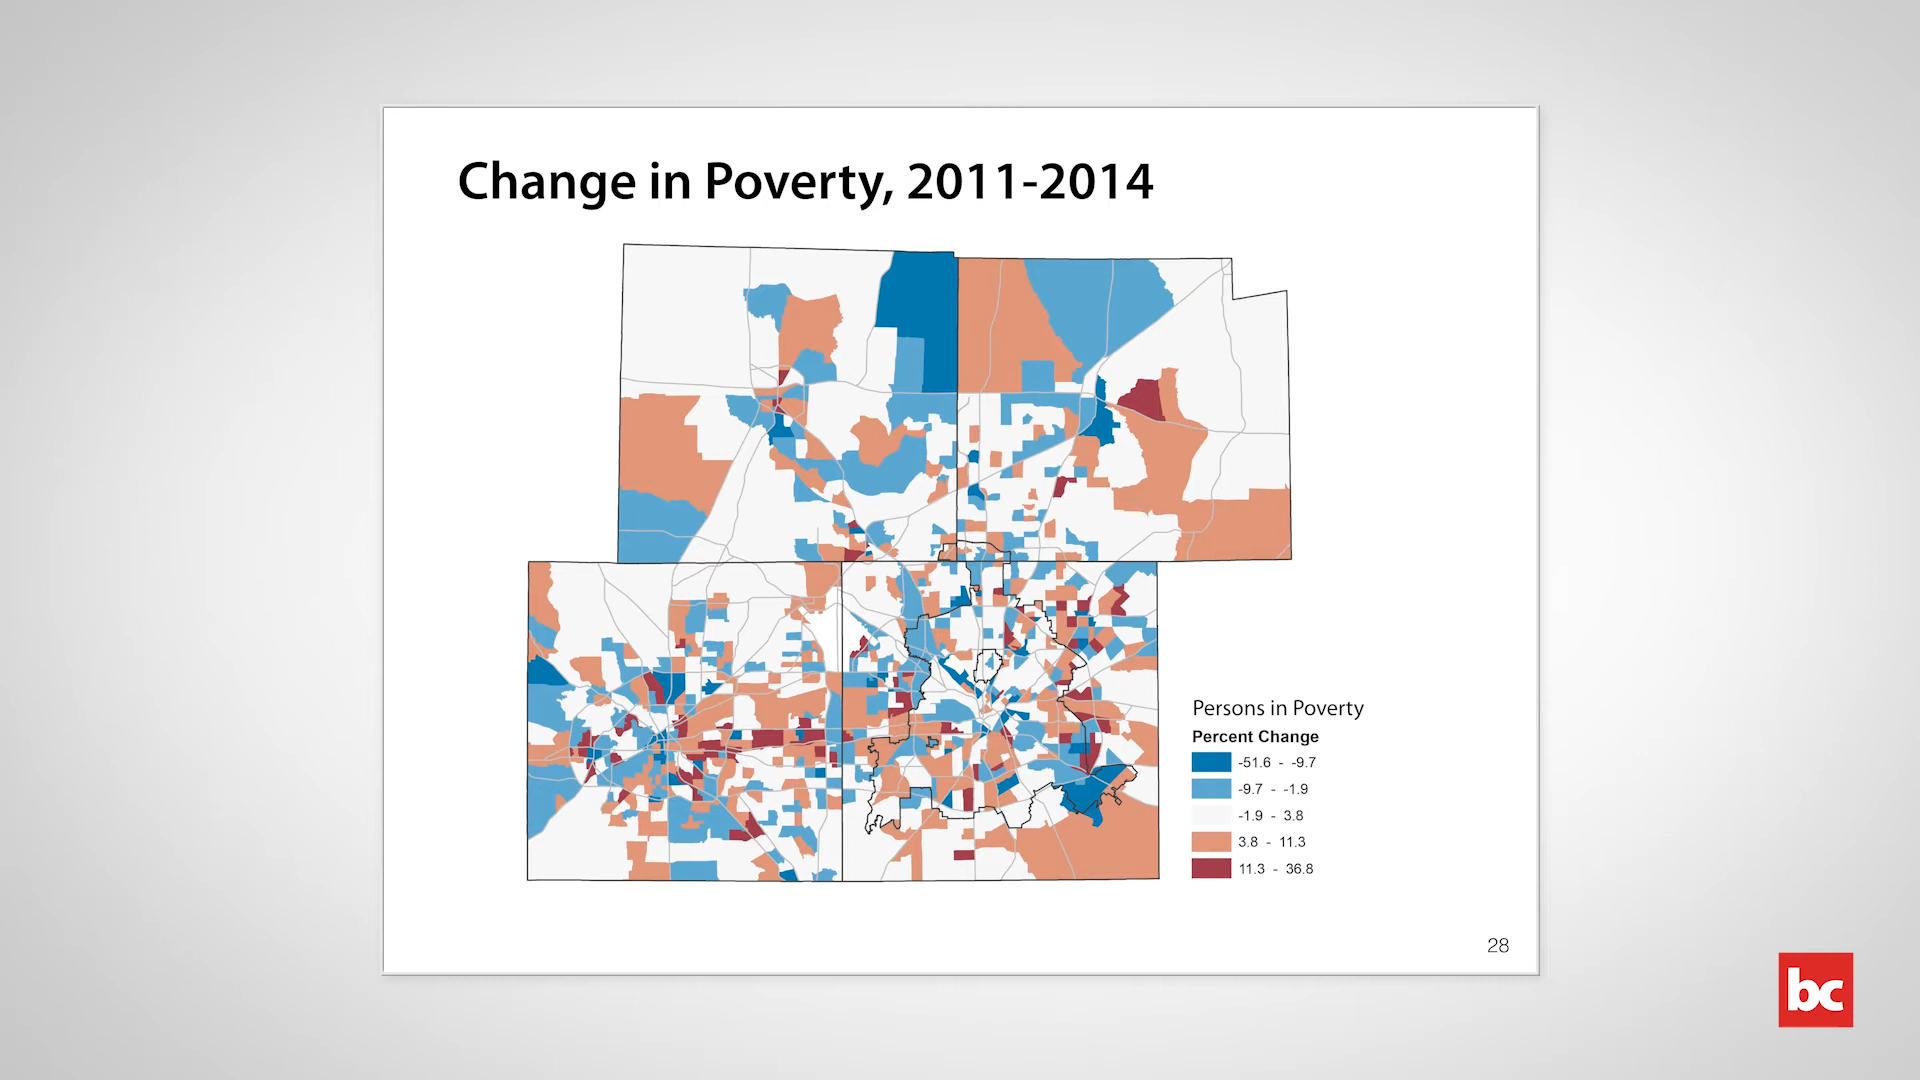 Change in Poverty, 2011-2014
Persons in Poverty
Percent Change
-51.6 - -9.7
-9.7 - -1.9
-1.9 - 3.8
3.8 - 11.3
11.3 - 36.8
28
bc